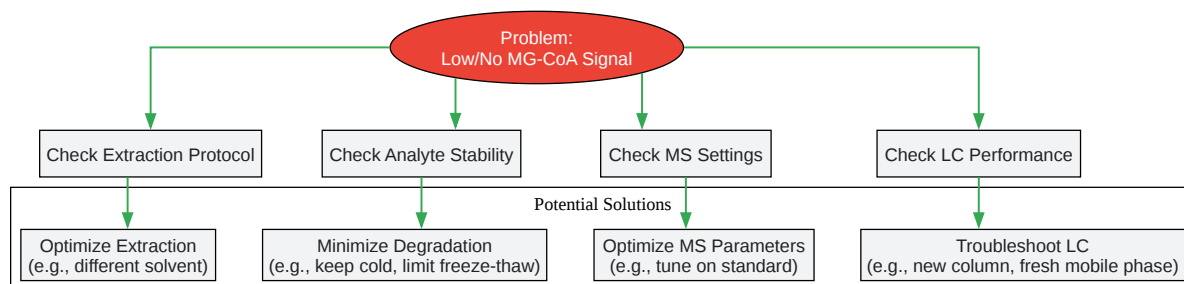 Problem:
Low/No MG-CoA Signal
Check Extraction Protocol
Check Analyte Stability
Check MS Settings
Check LC Performance
Potential Solutions
Optimize Extraction
(e.g., different solvent)
Minimize Degradation
(e.g., keep cold, limit freeze-thaw)
Optimize MS Parameters
(e.g., tune on standard)
Troubleshoot LC
(e.g., new column, fresh mobile phase)